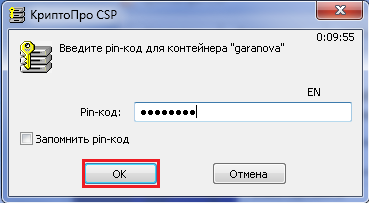 КриптоПро CSP
0:09:55
Введите pin-код для контейнера "garanova"
EN
Pin-код: ●●●●●●●●
Запомнить pin-код
OK
Отмена